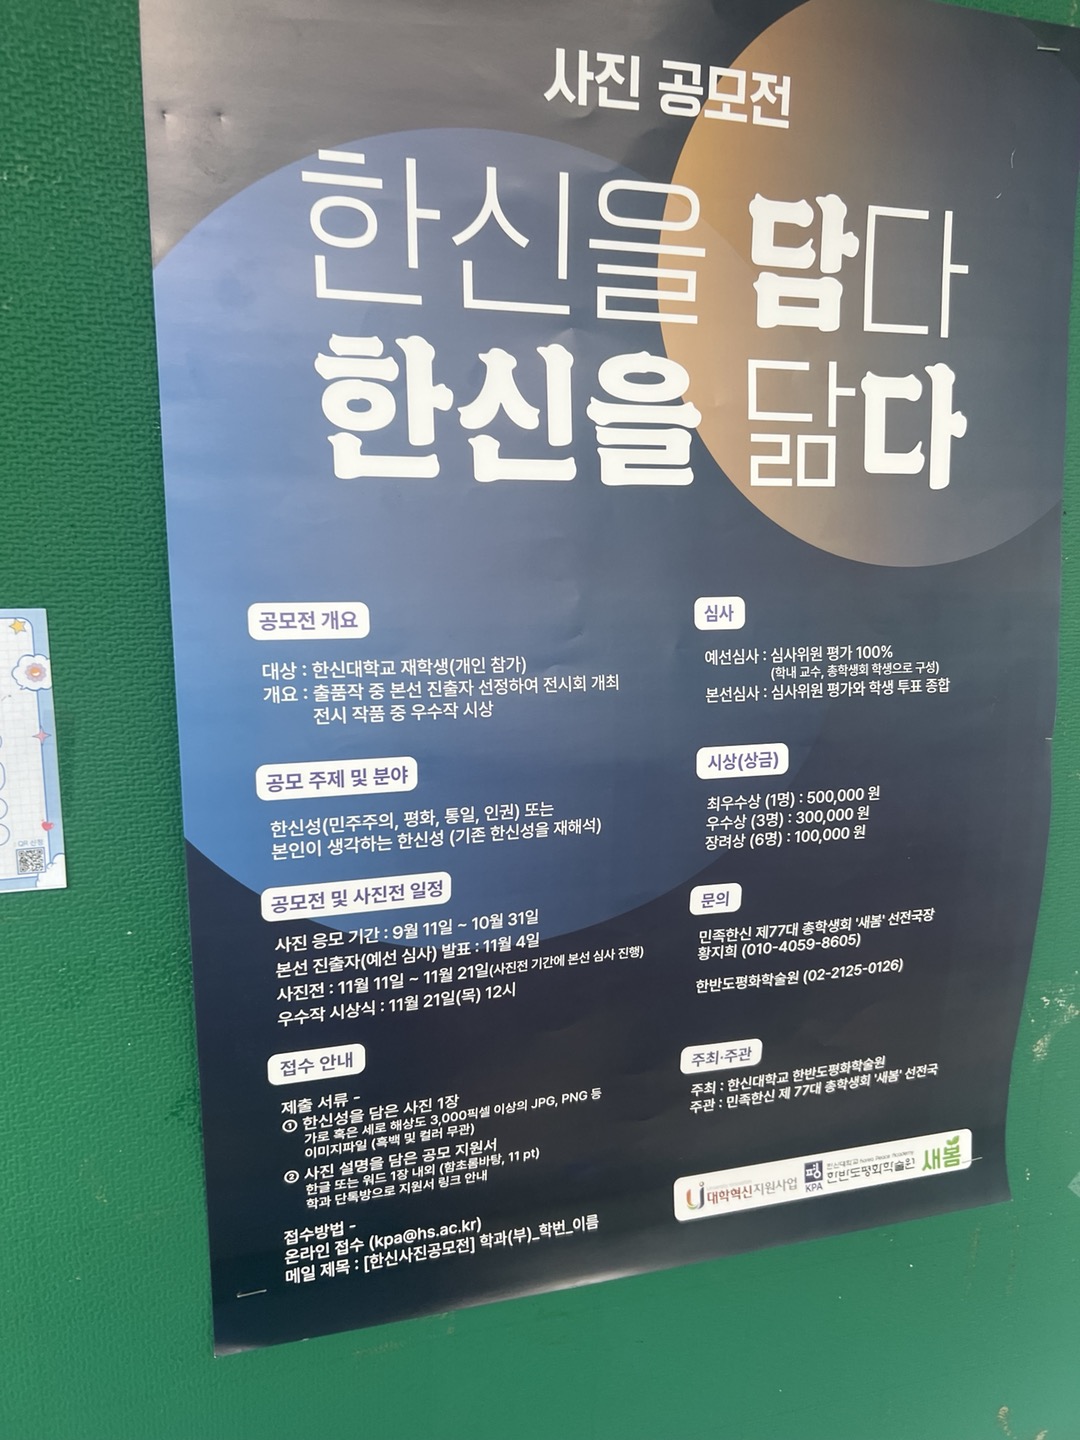 사진 공모전
한신을 담다
한신을 닮다
공모전 개요
대상 : 한신대학교 재학생(개인 참가)
개요 : 출품작 중 본선 진출자 선정하여 전시회 개최
전시 작품 중 우수작 시상
공모 주제 및 분야
한신성(민주주의, 평화, 통일, 인권) 또는
본인이 생각하는 한신성 (기존 한신성을 재해석)
공모전 및 사진전 일정
사진 응모 기간 : 9월 11일 ~ 10월 31일
본선 진출자(예선 심사) 발표 : 11월 4일
사진전 : 11월 11일 ~ 11월 21일(사진전 기간에 본선 심사 진행)
우수작 시상식 : 11월 21일(목) 12시
접수 안내
제출 서류 -
① 한신성을 담은 사진 1장
가로 혹은 세로 해상도 3,000픽셀 이상의 JPG, PNG 등
이미지파일 (흑백 및 컬러 무관)
② 사진 설명을 담은 공모 지원서
한글 또는 워드 1장 내외 (함초롬바탕, 11 pt)
학과 단톡방으로 지원서 링크 안내
접수방법 -
온라인 접수 (kpa@hs.ac.kr)
메일 제목 : [한신사진공모전] 학과(부)_학번_이름
심사
예선심사 : 심사위원 평가 100%
(학내 교수, 총학생회 학생으로 구성)
본선심사 : 심사위원 평가와 학생 투표 종합
시상(상금)
최우수상 (1명) : 500,000 원
우수상 (3명) : 300,000 원
장려상 (6명) : 100,000 원
문의
민족한신 제77대 총학생회 '새봄' 선전국장
황지희 (010-4059-8605)
한반도평화학술원 (02-2125-0126)
주최·주관
주최 : 한신대학교 한반도평화학술원
주관 : 민족한신 제 77대 총학생회 '새봄' 선전국
대학혁신지원사업
평
KPA
한신대학교 Korea Peace Academy
한반도평화학술원
새봄
QR 신청